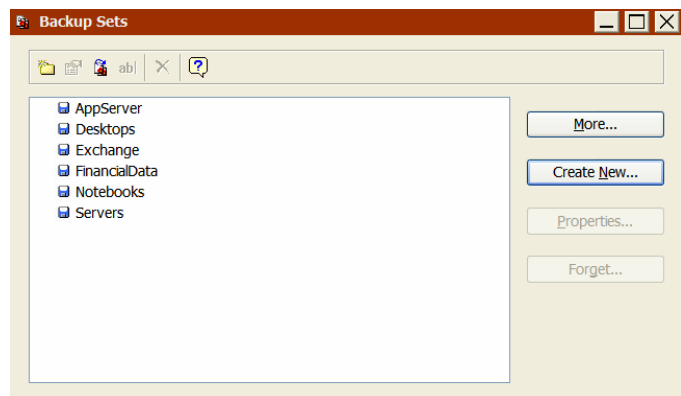 Backup Sets
ab|
?
AppServer
Desktops
Exchange
FinancialData
Notebooks
Servers
More...
Create New...
Properties...
Forget...